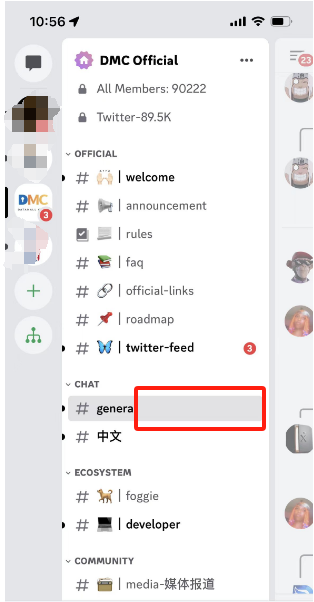 10:56
DMC Official
All Members: 90222
Twitter-89.5K
OFFICIAL
# | welcome
# | announcement
| rules
# | faq
# | official-links
# | roadmap
DMC
3
# | twitter-feed 3
CHAT
# genera
# 中文
ECOSYSTEM
# | foggie
# | developer
COMMUNITY
# | media-媒体报道
23